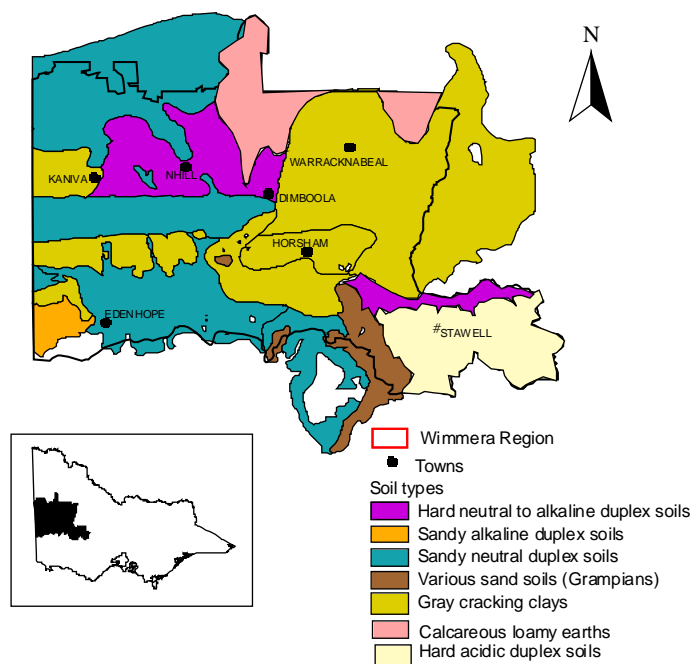 N
WARRACKNABEAL
KANIVA
NHILL
DIMBOOLA
HORSHAM
EDENHOPE
#STAWELL
Wimmera Region
Towns
Soil types
Hard neutral to alkaline duplex soils
Sandy alkaline duplex soils
Sandy neutral duplex soils
Various sand soils (Grampians)
Gray cracking clays
Calcareous loamy earths
Hard acidic duplex soils